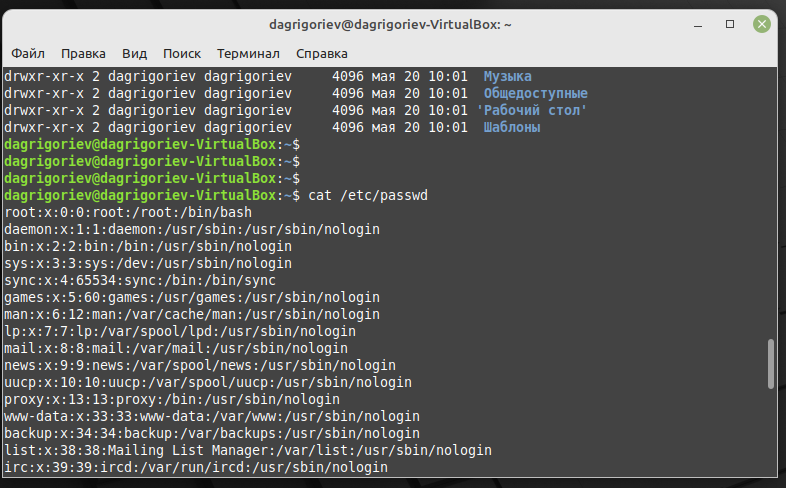 dagrigoriev@dagrigoriev-VirtualBox: ~
Файл Правка Вид Поиск Терминал Справка
drwxr-xr-x 2 dagrigoriev dagrigoriev     4096 мая 20 10:01  Музыка
drwxr-xr-x 2 dagrigoriev dagrigoriev     4096 мая 20 10:01  Общедоступные
drwxr-xr-x 2 dagrigoriev dagrigoriev     4096 мая 20 10:01 'Рабочий стол'
drwxr-xr-x 2 dagrigoriev dagrigoriev     4096 мая 20 10:01  Шаблоны
dagrigoriev@dagrigoriev-VirtualBox:~$
dagrigoriev@dagrigoriev-VirtualBox:~$
dagrigoriev@dagrigoriev-VirtualBox:~$
dagrigoriev@dagrigoriev-VirtualBox:~$ cat /etc/passwd
root:x:0:0:root:/root:/bin/bash
daemon:x:1:1:daemon:/usr/sbin:/usr/sbin/nologin
bin:x:2:2:bin:/bin:/usr/sbin/nologin
sys:x:3:3:sys:/dev:/usr/sbin/nologin
sync:x:4:65534:sync:/bin:/bin/sync
games:x:5:60:games:/usr/games:/usr/sbin/nologin
man:x:6:12:man:/var/cache/man:/usr/sbin/nologin
lp:x:7:7:lp:/var/spool/lpd:/usr/sbin/nologin
mail:x:8:8:mail:/var/mail:/usr/sbin/nologin
news:x:9:9:news:/var/spool/news:/usr/sbin/nologin
uucp:x:10:10:uucp:/var/spool/uucp:/usr/sbin/nologin
proxy:x:13:13:proxy:/bin:/usr/sbin/nologin
www-data:x:33:33:www-data:/var/www:/usr/sbin/nologin
backup:x:34:34:backup:/var/backups:/usr/sbin/nologin
list:x:38:38:Mailing List Manager:/var/list:/usr/sbin/nologin
irc:x:39:39:ircd:/var/run/ircd:/usr/sbin/nologin